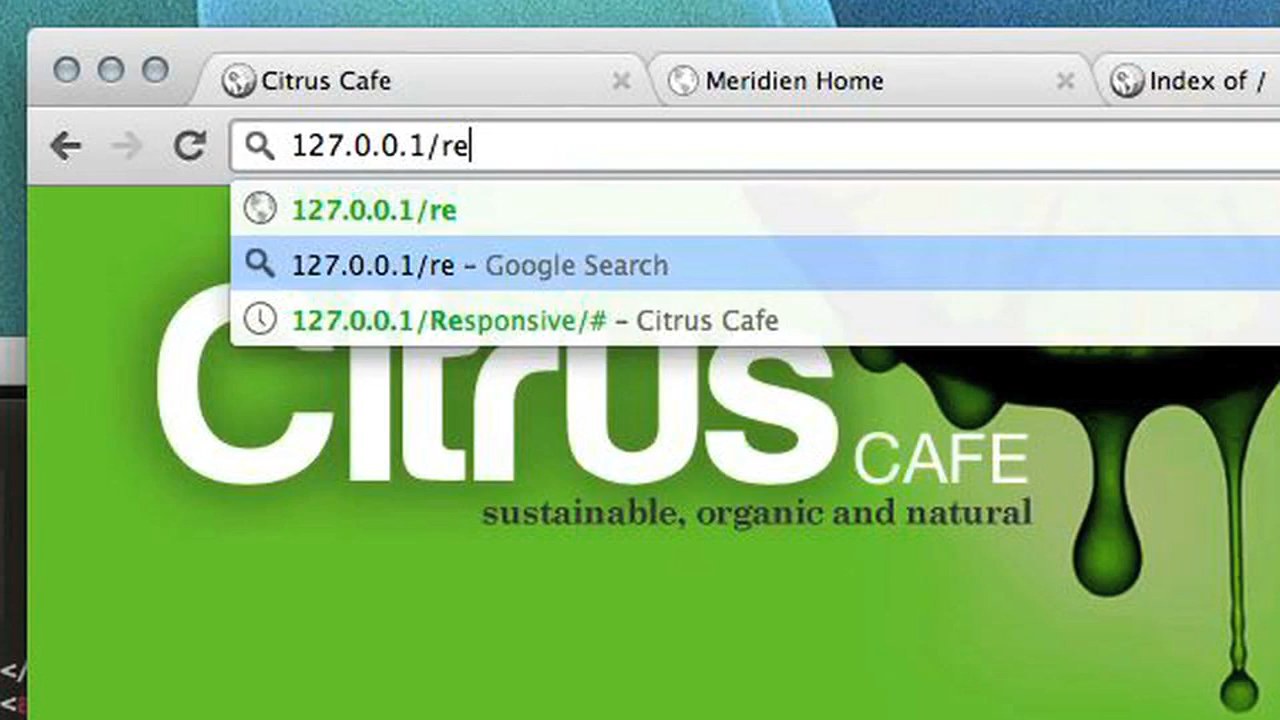 Citrus Cafe
Meridien Home
Index of /
127.0.0.1/re
127.0.0.1/re
127.0.0.1/re – Google Search
127.0.0.1/Responsive/# – Citrus Cafe
Citrus CAFE
sustainable, organic and natural
</
<